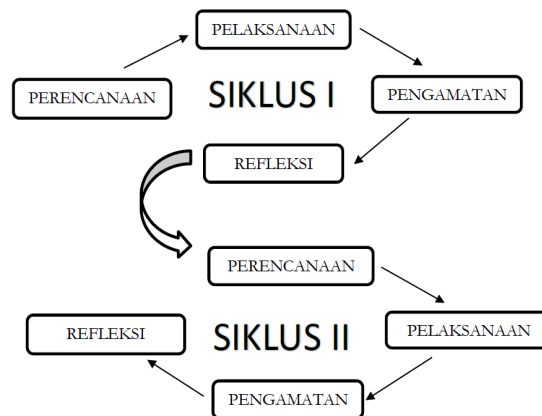 PELAKSANAAN
PERENCANAAN
SIKLUS I
PENGAMATAN
REFLEKSI
PERENCANAAN
REFLEKSI
SIKLUS II
PELAKSANAAN
PENGAMATAN